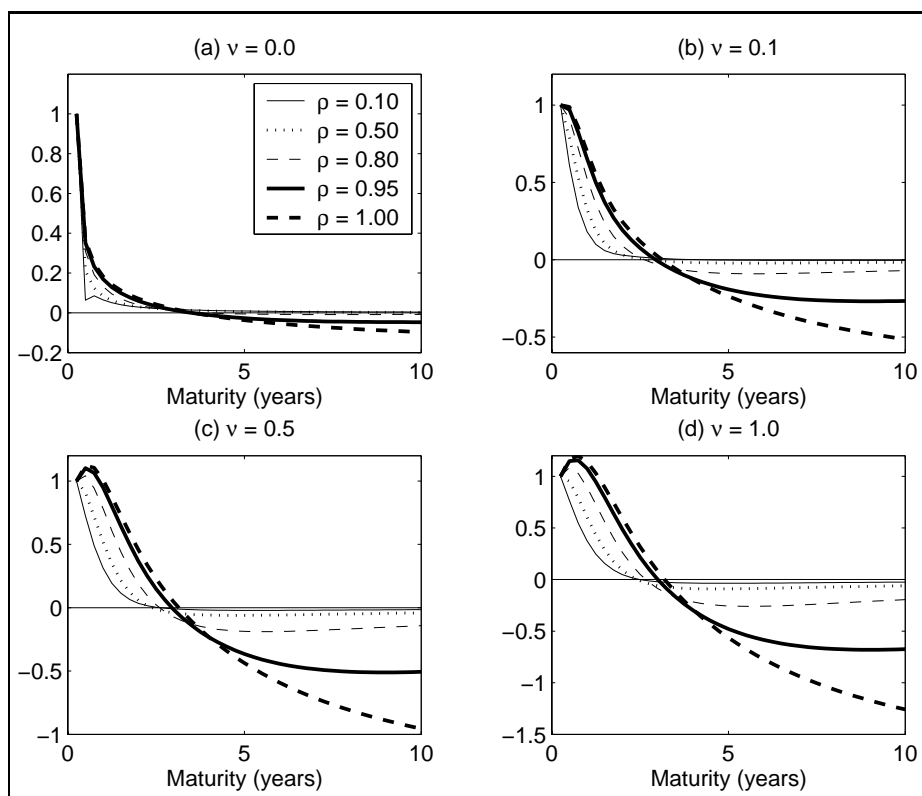 (a) ν = 0.0
1
0.8
0.6
0.4
0.2
0
−0.2
0
5
10
Maturity (years)
ρ = 0.10
ρ = 0.50
ρ = 0.80
ρ = 0.95
ρ = 1.00
(b) ν = 0.1
1
0.5
0
−0.5
0
5
10
Maturity (years)
(c) ν = 0.5
1
0.5
0
−0.5
−1
0
5
10
Maturity (years)
(d) ν = 1.0
1
0.5
0
−0.5
−1
−1.5
0
5
10
Maturity (years)